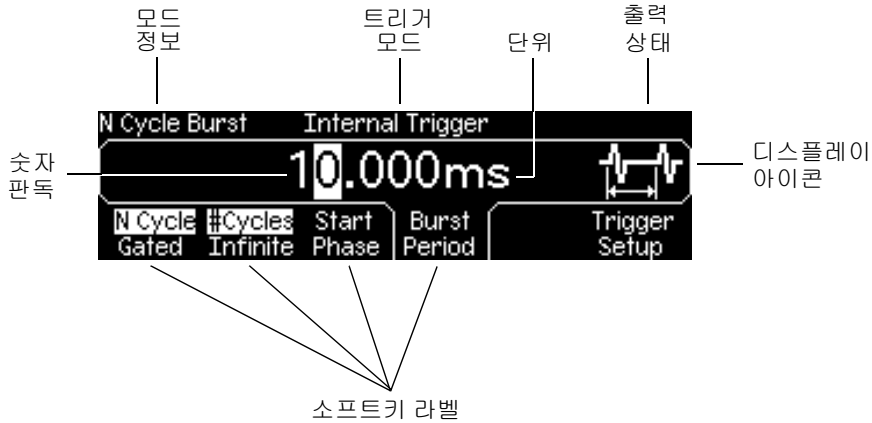 모드
정보
트리거
모드
단위
출력
상태
N Cycle Burst Internal Trigger
숫자
판독
10.000ms
디스플레이
아이콘
N Cycle #Cycles Start Burst Trigger
Gated Infinite Phase Period Setup
소프트키 라벨